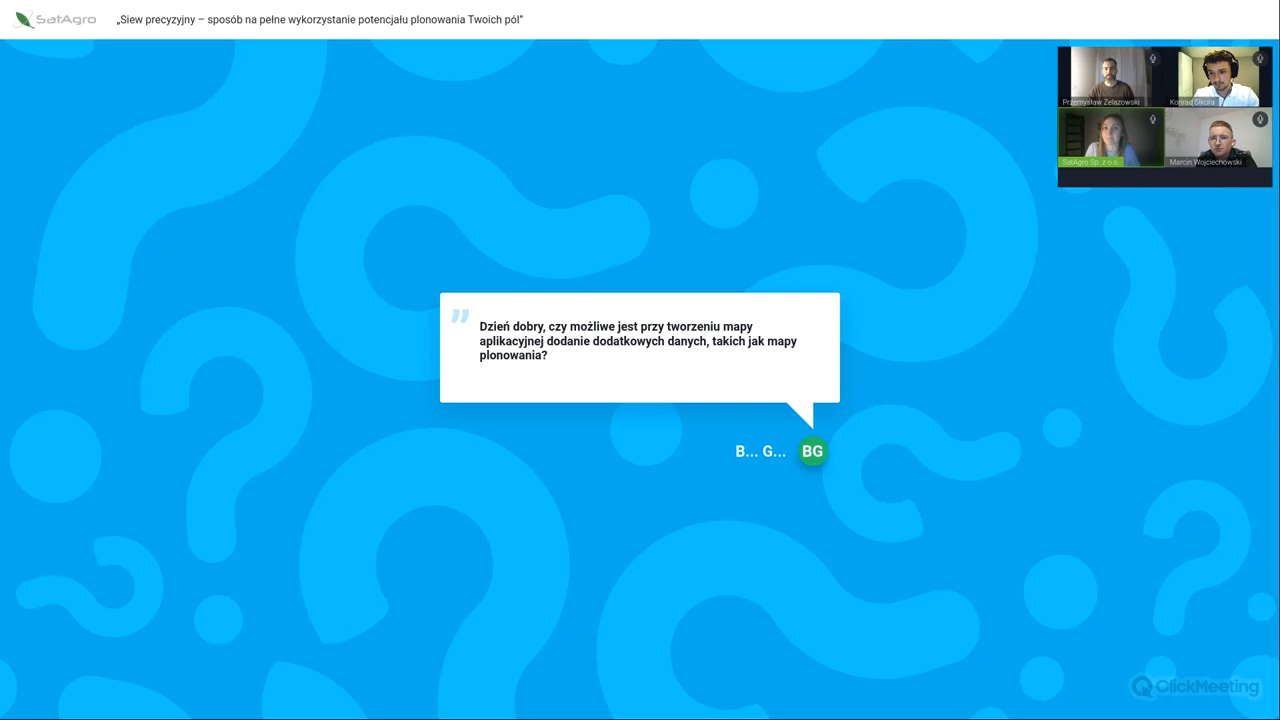 SatAgro
„Siew precyzyjny – sposób na pełne wykorzystanie potencjału plonowania Twoich pól”
Przemysław Żelazowski
Konrad Sikora
SatAgro Sp. z o.o.
Marcin Wojciechowski
Dzień dobry, czy możliwe jest przy tworzeniu mapy
aplikacyjnej dodanie dodatkowych danych, takich jak mapy
plonowania?
B... G... BG
ClickMeeting